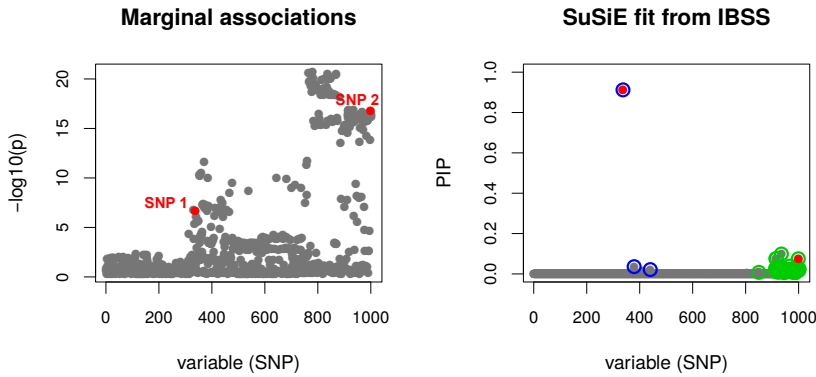 Marginal associations
−log10(p)
20
15
10
5
0
SNP 1
SNP 2
0 200 400 600 800 1000
variable (SNP)
SuSiE fit from IBSS
PIP
1.0
0.8
0.6
0.4
0.2
0.0
0 200 400 600 800 1000
variable (SNP)